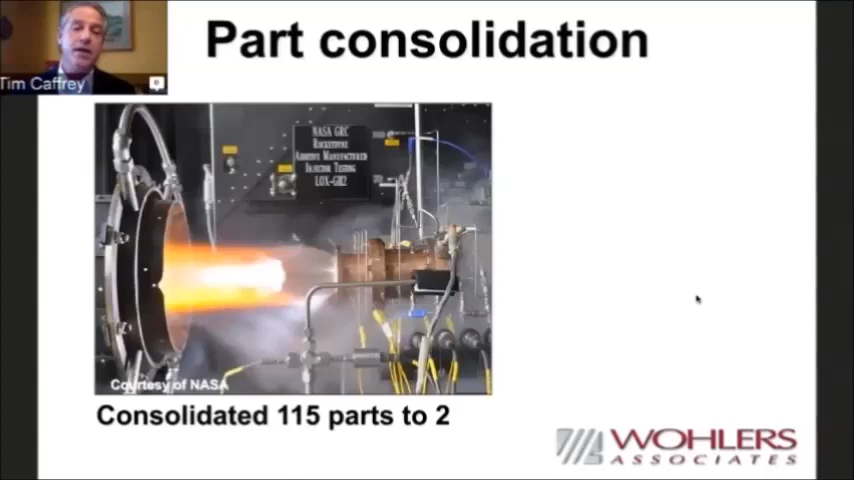 Part consolidation
Tim Caffrey
NASA GRC
Rocketdyne
Additive Manufactured
Injector Testing
LOX-GH2
Courtesy of NASA
Consolidated 115 parts to 2
WOHLERS
ASSOCIATES